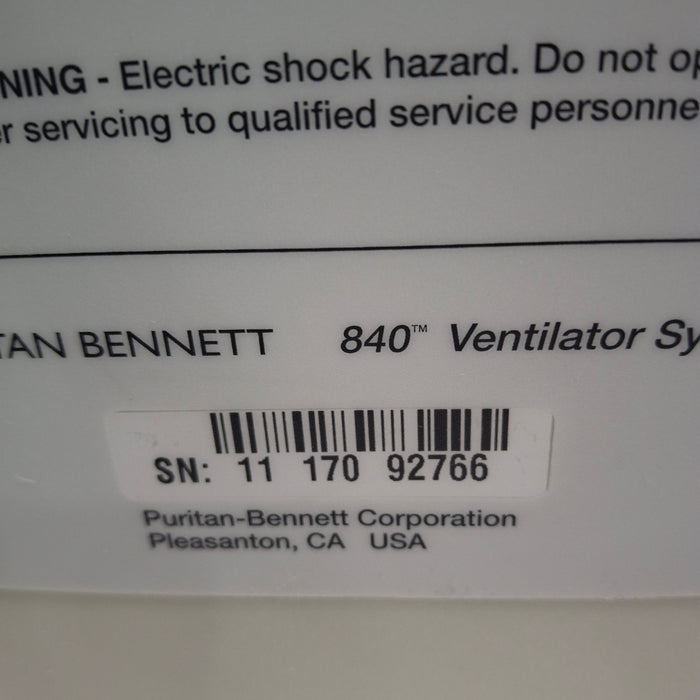 NING - Electric shock hazard. Do not op
r servicing to qualified service personne
TAN BENNETT 840™ Ventilator Sy
SN: 11 170 92766
Puritan-Bennett Corporation
Pleasanton, CA USA